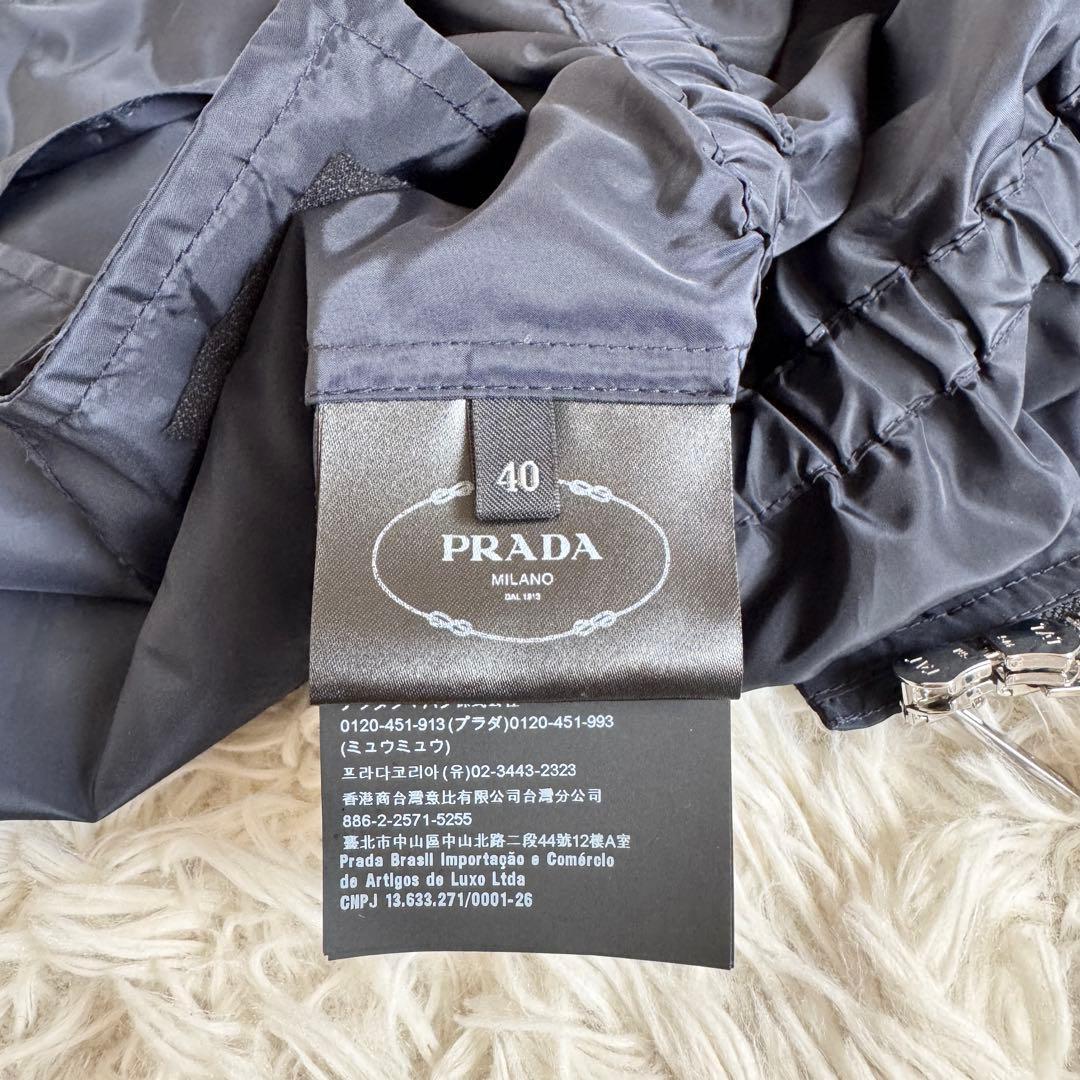 40
PRADA
MILANO
DAL 1913
0120-451-913(プラダ)0120-451-993
(ミュウミュウ)
프라다코리아(유)02-3443-2323
香港商台灣意比有限公司台灣分公司
886-2-2571-5255
臺北市中山區中山北路二段44號12樓A室
Prada Brasil Importação e Comércio
de Artigos de Luxo Ltda
CNPJ 13.633.271/0001-26